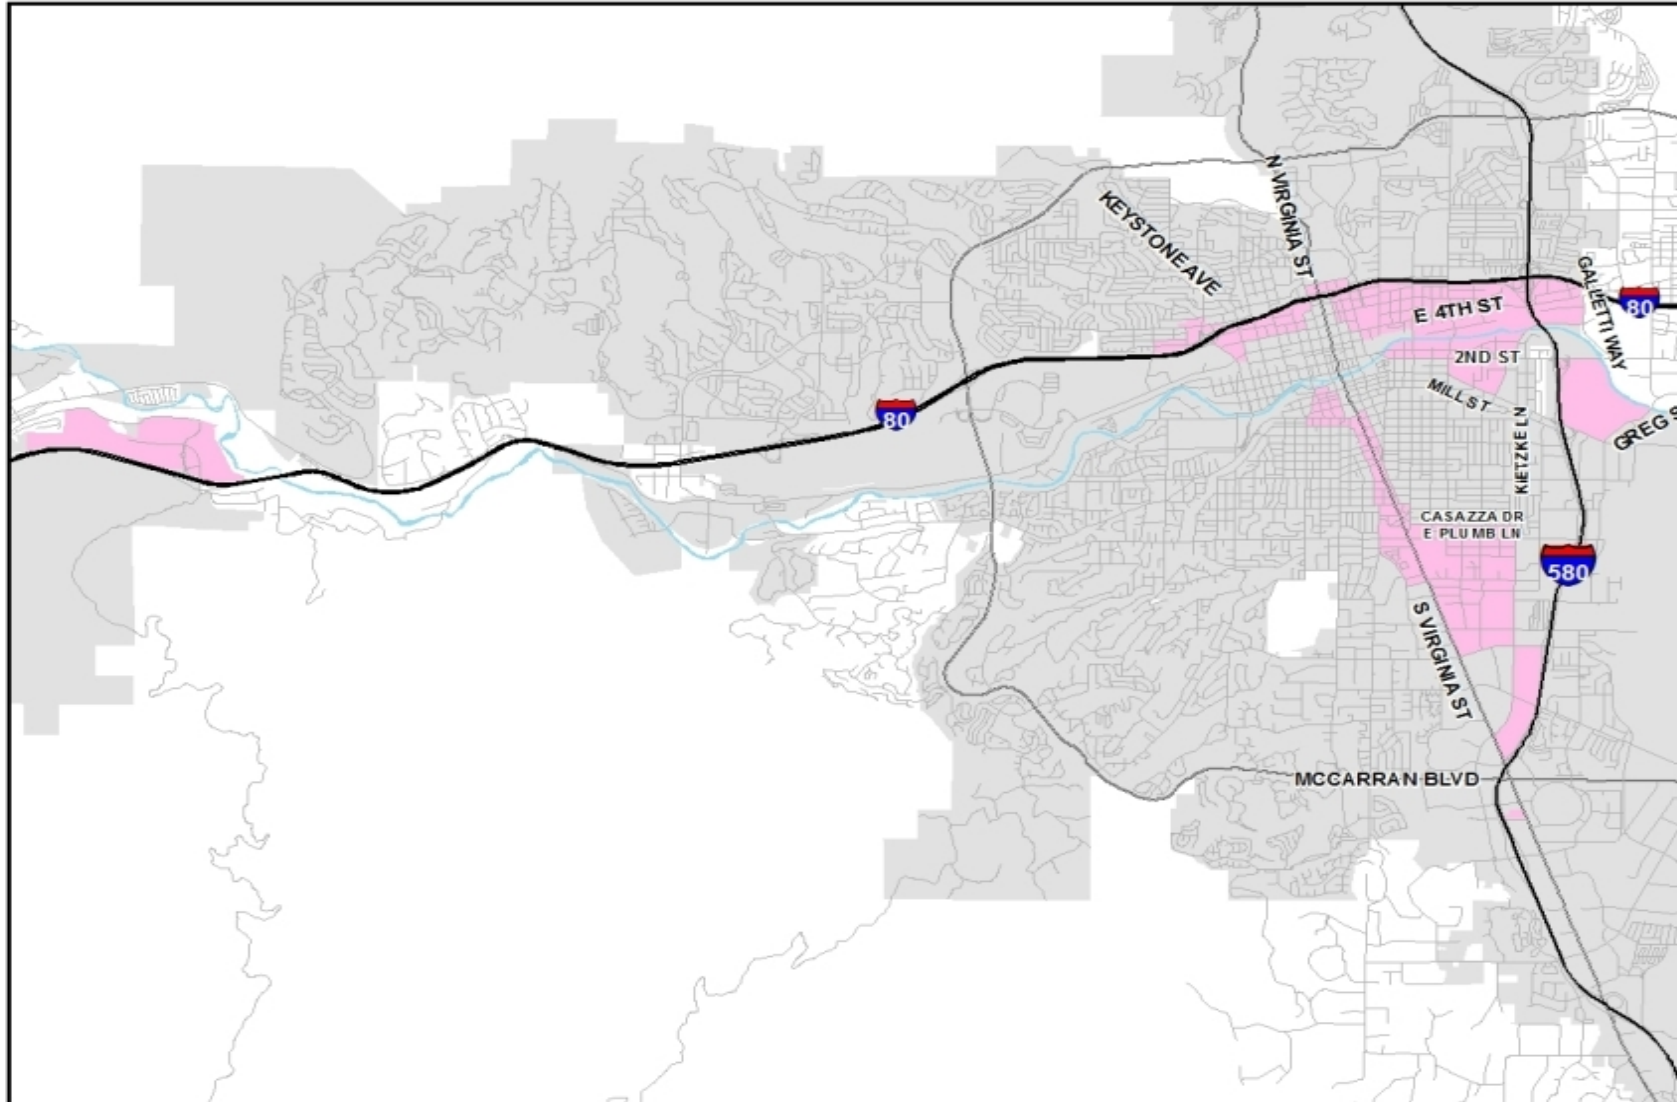 N VIRGINIA ST
KEYSTONE AVE
GALLETTI WAY
80
E 4TH ST
2ND ST
MILL ST
80
KIETZKE LN
GREG S
CASAZZA DR
E PLUMB LN
580
S VIRGINIA ST
MCCARRAN BLVD